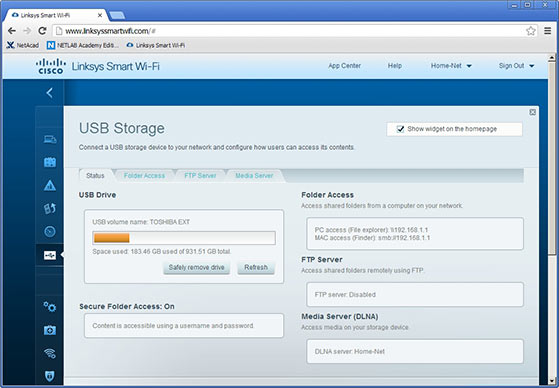 Cisco Linksys Smart Wi-Fi
www.linksyssmartwifi.com/#
NetAcad NETLAB Academy Edit... Cisco Linksys Smart Wi-Fi
CISCO Linksys Smart Wi-Fi App Center Help Home-Net Sign Out
USB Storage
Show widget on the homepage
Connect a USB storage device to your network and configure how users can access its contents.
Status Folder Access FTP Server Media Server
USB Drive
USB volume name: TOSHIBA EXT
Space used: 183.46 GB used of 931.51 GB total.
Safely remove drive Refresh
Secure Folder Access: On
Content is accessible using a username and password.
Folder Access
Access shared folders from a computer on your network.
PC access (File explorer): \\192.168.1.1
MAC access (Finder): smb://192.168.1.1
FTP Server
Access shared folders remotely using FTP.
FTP server: Disabled
Media Server (DLNA)
Access media on your storage device.
DLNA server: Home-Net